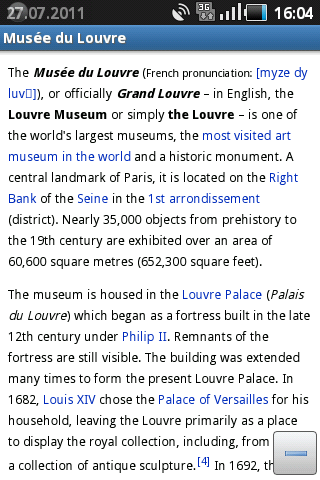 27.07.2011 3G 16:04
Musée du Louvre
The Musée du Louvre (French pronunciation: [myze dy
luv▯]), or officially Grand Louvre – in English, the
Louvre Museum or simply the Louvre – is one of
the world's largest museums, the most visited art
museum in the world and a historic monument. A
central landmark of Paris, it is located on the Right
Bank of the Seine in the 1st arrondissement
(district). Nearly 35,000 objects from prehistory to
the 19th century are exhibited over an area of
60,600 square metres (652,300 square feet).
The museum is housed in the Louvre Palace (Palais
du Louvre) which began as a fortress built in the late
12th century under Philip II. Remnants of the
fortress are still visible. The building was extended
many times to form the present Louvre Palace. In
1682, Louis XIV chose the Palace of Versailles for his
household, leaving the Louvre primarily as a place
to display the royal collection, including, from
a collection of antique sculpture.[4] In 1692, th